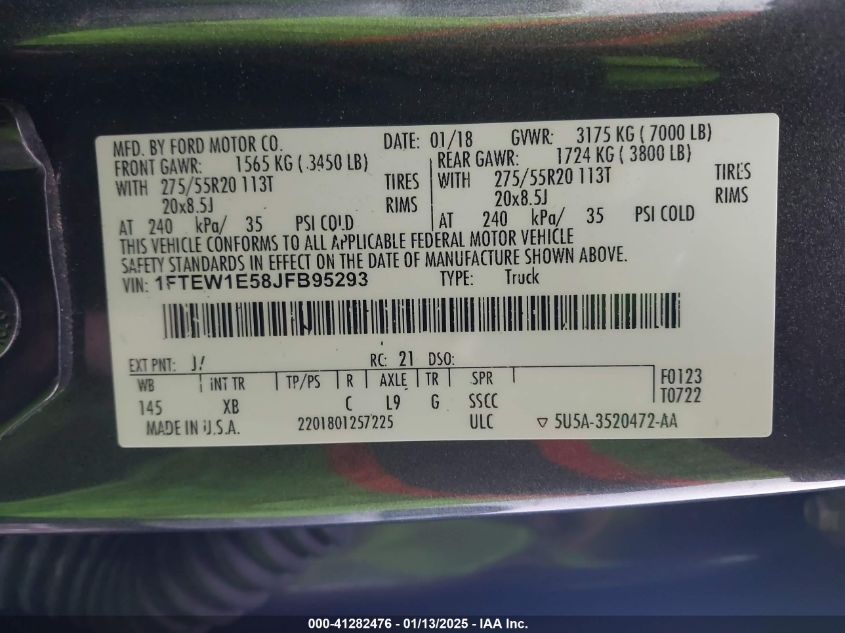 MFD. BY FORD MOTOR CO. DATE: 01/18 GVWR: 3175 KG ( 7000 LB)
FRONT GAWR: 1565 KG ( 3450 LB) REAR GAWR: 1724 KG ( 3800 LB)
WITH 275/55R20 113T TIRES WITH 275/55R20 113T TIRES
20x8.5J RIMS 20x8.5J RIMS
AT 240 kPa/ 35 PSI COLD AT 240 kPa/ 35 PSI COLD
THIS VEHICLE CONFORMS TO ALL APPLICABLE FEDERAL MOTOR VEHICLE
SAFETY STANDARDS IN EFFECT ON THE DATE OF MANUFACTURE SHOWN ABOVE.
VIN: 1FTEW1E58JFB95293 TYPE: Truck
EXT PNT: RC: 21 DSO:
WB INT TR TP/PS R AXLE TR SPR F0123
145 XB C L9 G SSCC T0722
MADE IN U.S.A. 2201801257225 ULC ▽ 5U5A-3520472-AA
000-41282476 - 01/13/2025 - IAA Inc.